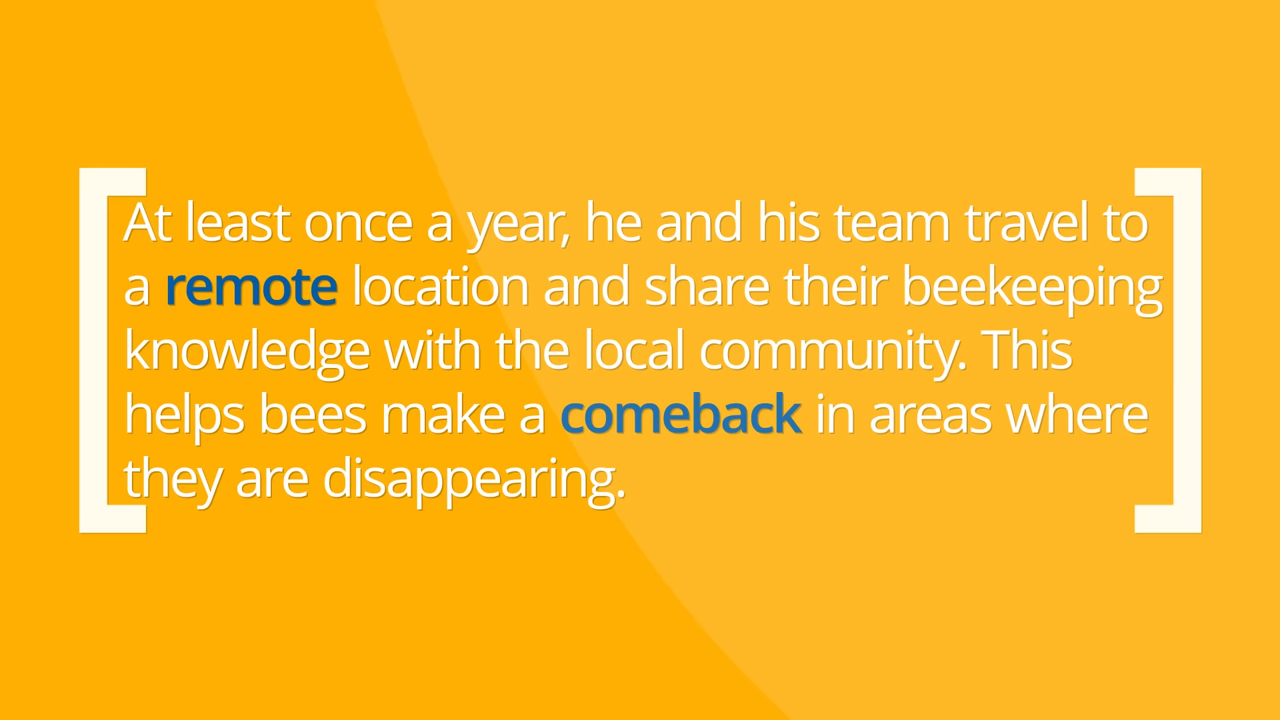 At least once a year, he and his team travel to
a remote location and share their beekeeping
knowledge with the local community. This
helps bees make a comeback in areas where
they are disappearing.